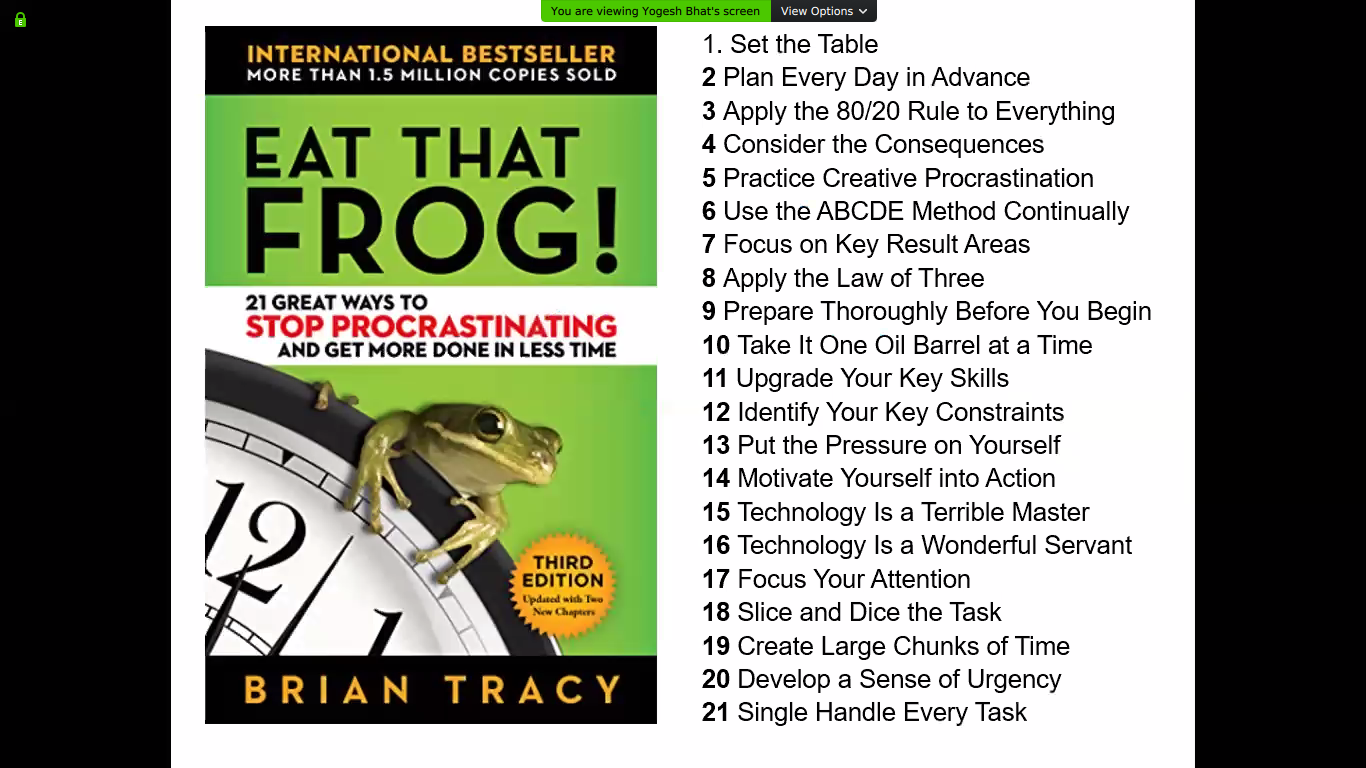 You are viewing Yogesh Bhat's screen
View Options
E
INTERNATIONAL BESTSELLER
MORE THAN 1.5 MILLION COPIES SOLD
EAT THAT
FROG!
21 GREAT WAYS TO
STOP PROCRASTINATING
AND GET MORE DONE IN LESS TIME
12
1
THIRD
EDITION
Updated with Two
New Chapters
BRIAN TRACY
1. Set the Table
2 Plan Every Day in Advance
3 Apply the 80/20 Rule to Everything
4 Consider the Consequences
5 Practice Creative Procrastination
6 Use the ABCDE Method Continually
7 Focus on Key Result Areas
8 Apply the Law of Three
9 Prepare Thoroughly Before You Begin
10 Take It One Oil Barrel at a Time
11 Upgrade Your Key Skills
12 Identify Your Key Constraints
13 Put the Pressure on Yourself
14 Motivate Yourself into Action
15 Technology Is a Terrible Master
16 Technology Is a Wonderful Servant
17 Focus Your Attention
18 Slice and Dice the Task
19 Create Large Chunks of Time
20 Develop a Sense of Urgency
21 Single Handle Every Task